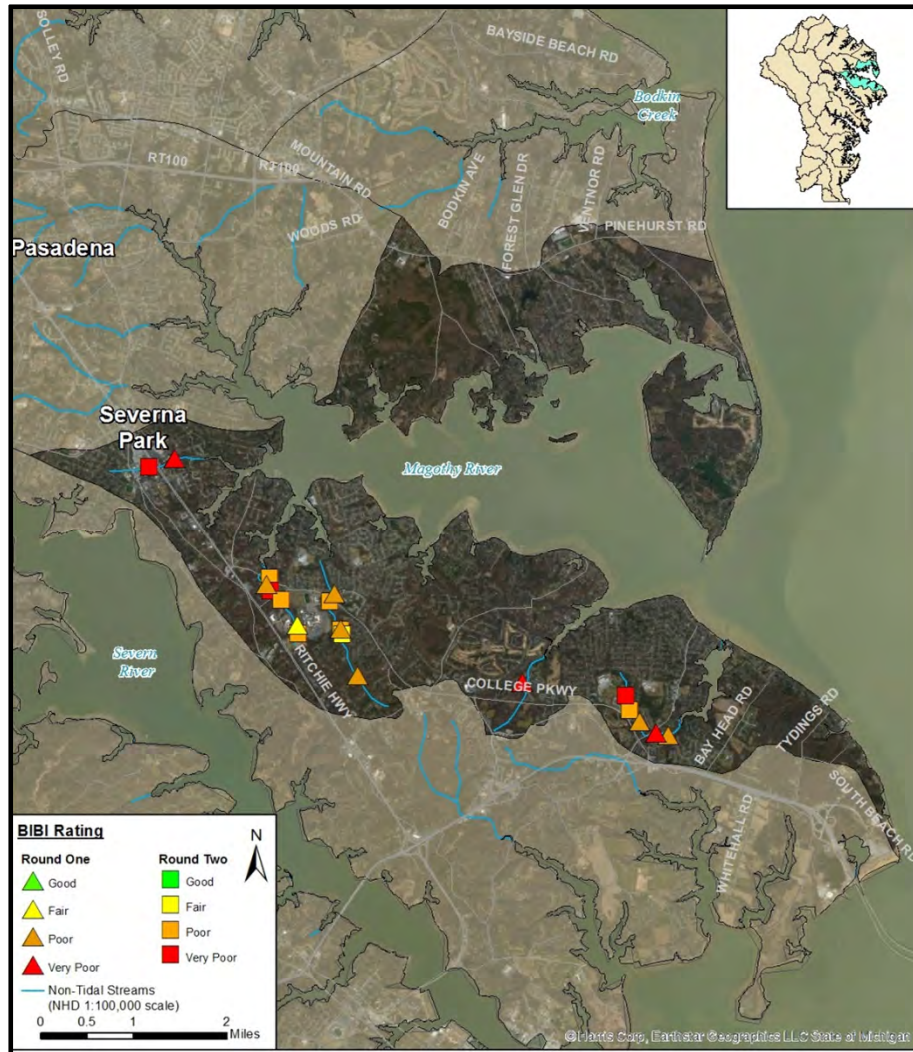 SOLLEY RD
BAYSIDE BEACH RD
Bodkin
Creek
RT100
RT100
MOUNTAIN RD
WOODS RD
BODKIN AVE
FOREST GLEN DR
VENTNOR RD
PINEHURST RD
Pasadena
Severna
Park
Magothy River
Severn
River
RITCHIE HWY
COLLEGE PKWY
BAY HEAD RD
TYDINGS RD
SOUTH BEACH RD
WHITEHALL RD
BIBI Rating
N
Round One
Round Two
Good
Good
Fair
Fair
Poor
Poor
Very Poor
Very Poor
Non-Tidal Streams
(NHD 1:100,000 scale)
0 0.5 1 2
Miles
© Harris Corp, Earthstar Geographics LLC State of Michigan